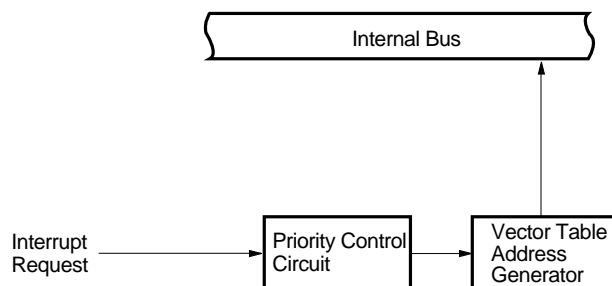 Internal Bus
Interrupt
Request
Priority Control
Circuit
Vector Table
Address
Generator